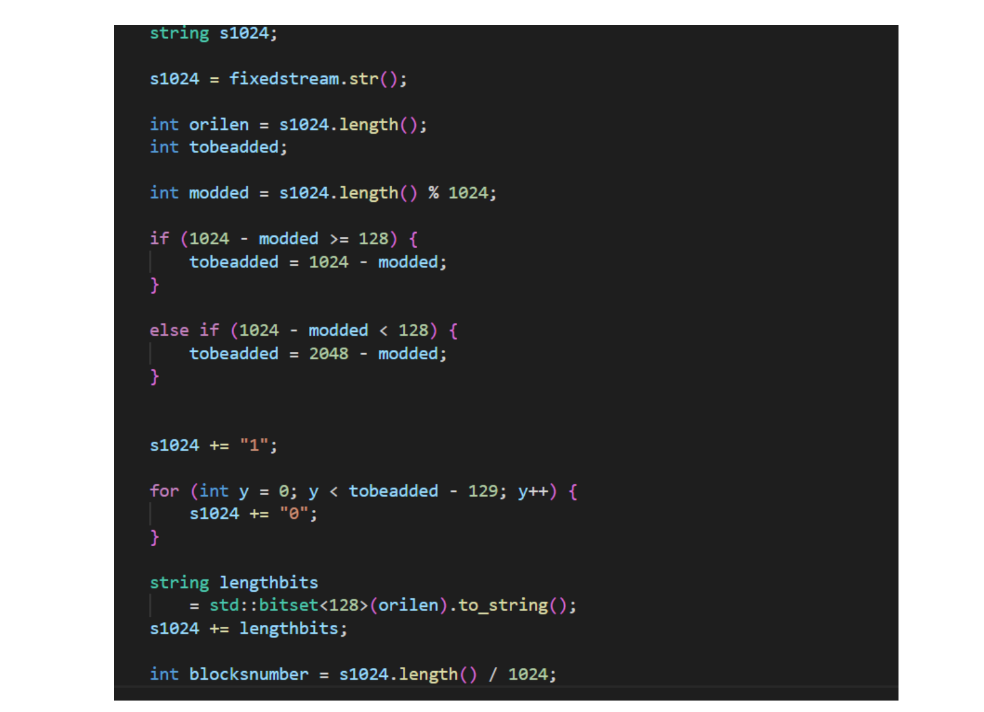 string s1024;
s1024 = fixedstream.str();
int orilen = s1024.length();
int tobeadded;
int modded = s1024.length() % 1024;
if (1024 - modded >= 128) {
tobeadded = 1024 - modded;
}
else if (1024 - modded < 128) {
tobeadded = 2048 - modded;
}
s1024 += "1";
for (int y = 0; y < tobeadded - 129; y++) {
s1024 += "0";
}
string lengthbits
= std::bitset<128>(orilen).to_string();
s1024 += lengthbits;
int blocksnumber = s1024.length() / 1024;